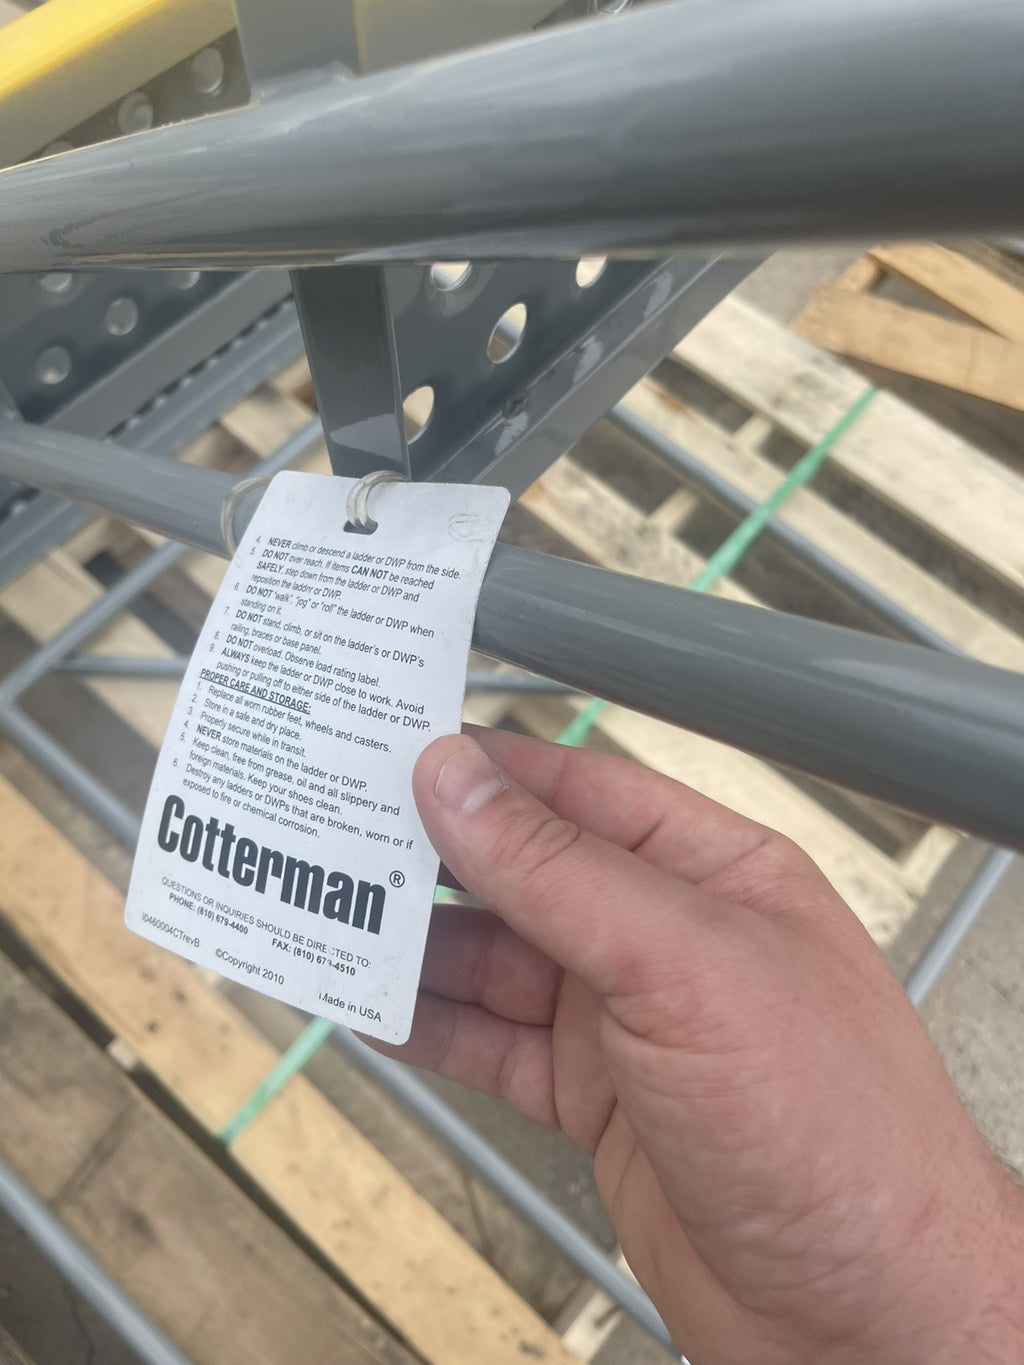 4. NEVER climb or descend a ladder or DWP from the side.
5. DO NOT over reach. If items CAN NOT be reached
SAFELY, step down from the ladder or DWP and
reposition the ladder or DWP.
6. DO NOT "walk", "jog" or "roll" the ladder or DWP when
standing on it.
7. DO NOT stand, climb, or sit on the ladder's or DWP's
railing, braces or base panel.
8. DO NOT overload. Observe load rating label.
9. ALWAYS keep the ladder or DWP close to work. Avoid
pushing or pulling off to either side of the ladder or DWP.
PROPER CARE AND STORAGE:
1. Replace all worn rubber feet, wheels and casters.
2. Store in a safe and dry place.
3. Properly secure while in transit.
4. NEVER store materials on the ladder or DWP.
5. Keep clean, free from grease, oil and all slippery and
foreign materials. Keep your shoes clean.
6. Destroy any ladders or DWPs that are broken, worn or if
exposed to fire or chemical corrosion.
Cotterman®
QUESTIONS OR INQUIRIES SHOULD BE DIRECTED TO:
PHONE: (810) 679-4400 FAX: (810) 679-4510
I0460004CTrevB ©Copyright 2010 Made in USA